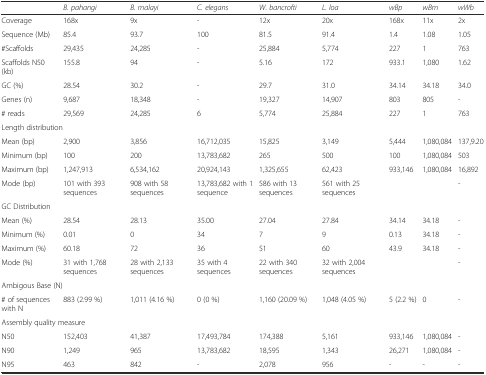 B. pahangi B. malayi C. elegans W. bancrofti L. loa wBp wBm wWb
Coverage 168x 9x - 12x 20x 168x 11x 2x
Sequence (Mb) 85.4 93.7 100 81.5 91.4 1.4 1.08 1.05
#Scaffolds 29,435 24,285 - 25,884 5,774 227 1 763
Scaffolds N50 (kb) 155.8 94 - 5.16 172 933.1 1,080 1.62
GC (%) 28.54 30.2 - 29.7 31.0 34.14 34.18 34.0
Genes (n) 9,687 18,348 - 19,327 14,907 803 805 -
# reads 29,569 24,285 6 5,774 25,884 227 1 763
Length distribution
Mean (bp) 2,900 3,856 16,712,035 15,825 3,149 5,444 1,080,084 137,9.20
Minimum (bp) 100 200 13,783,682 265 500 100 1,080,084 503
Maximum (bp) 1,247,913 6,534,162 20,924,143 1,325,655 62,423 933,146 1,080,084 16,892
Mode (bp) 101 with 393 sequences 908 with 58 sequences 13,783,682 with 1 sequence 586 with 13 sequences 561 with 25 sequences -
GC Distribution
Mean (%) 28.54 28.13 35.00 27.04 27.84 34.14 34.18 -
Minimum (%) 0.01 0 34 7 9 0.13 34.18 -
Maximum (%) 60.18 72 36 51 60 43.9 34.18 -
Mode (%) 31 with 1,768 sequences 28 with 2,133 sequences 35 with 4 sequences 22 with 340 sequences 32 with 2,004 sequences -
Ambigous Base (N)
# of sequences with N 883 (2.99 %) 1,011 (4.16 %) 0 (0 %) 1,160 (20.09 %) 1,048 (4.05 %) 5 (2.2 %) 0 -
Assembly quality measure
N50 152,403 41,387 17,493,784 174,388 5,161 933,146 1,080,084 -
N90 1,249 965 13,783,682 18,595 1,343 26,271 1,080,084 -
N95 463 842 - 2,078 956 - - -